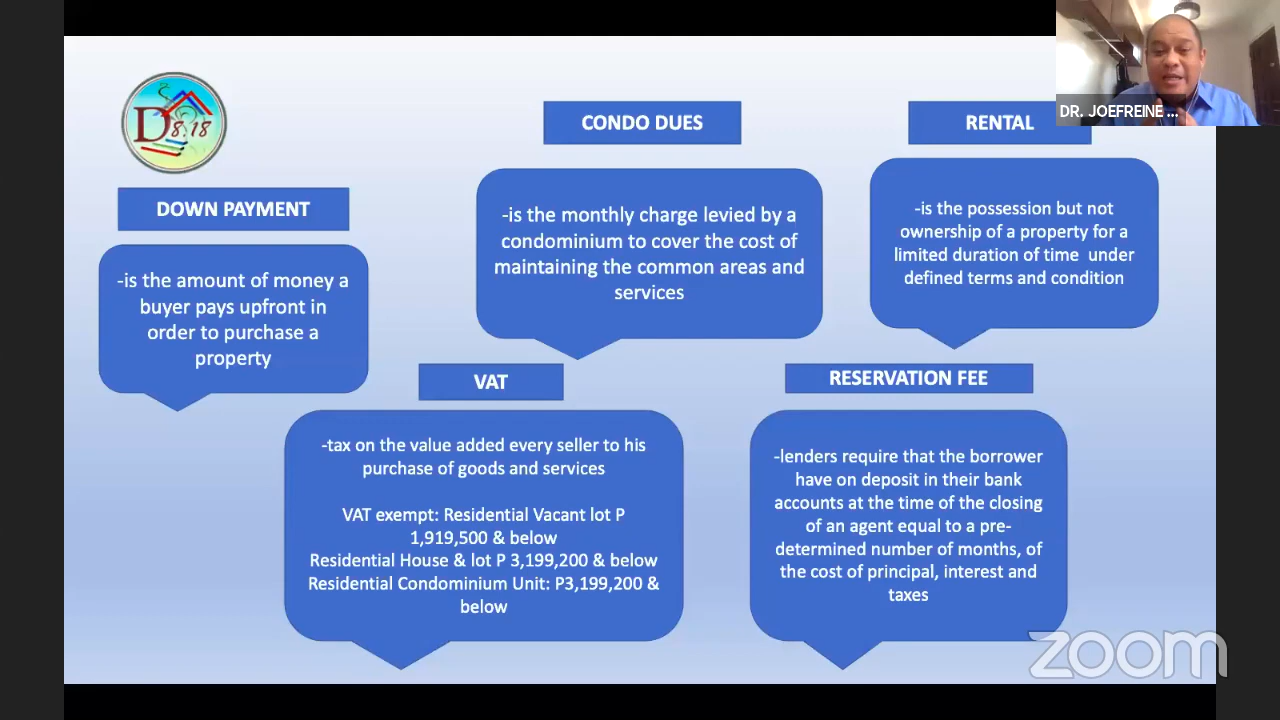 D8.18
DOWN PAYMENT
-is the amount of money a
buyer pays upfront in
order to purchase a
property
CONDO DUES
-is the monthly charge levied by a
condominium to cover the cost of
maintaining the common areas and
services
RENTAL
-is the possession but not
ownership of a property for a
limited duration of time under
defined terms and condition
DR. JOEFREINE ...
VAT
-tax on the value added every seller to his
purchase of goods and services
VAT exempt: Residential Vacant lot P
1,919,500 & below
Residential House & lot P 3,199,200 & below
Residential Condominium Unit: P3,199,200 &
below
RESERVATION FEE
-lenders require that the borrower
have on deposit in their bank
accounts at the time of the closing
of an agent equal to a pre-
determined number of months, of
the cost of principal, interest and
taxes
zoom